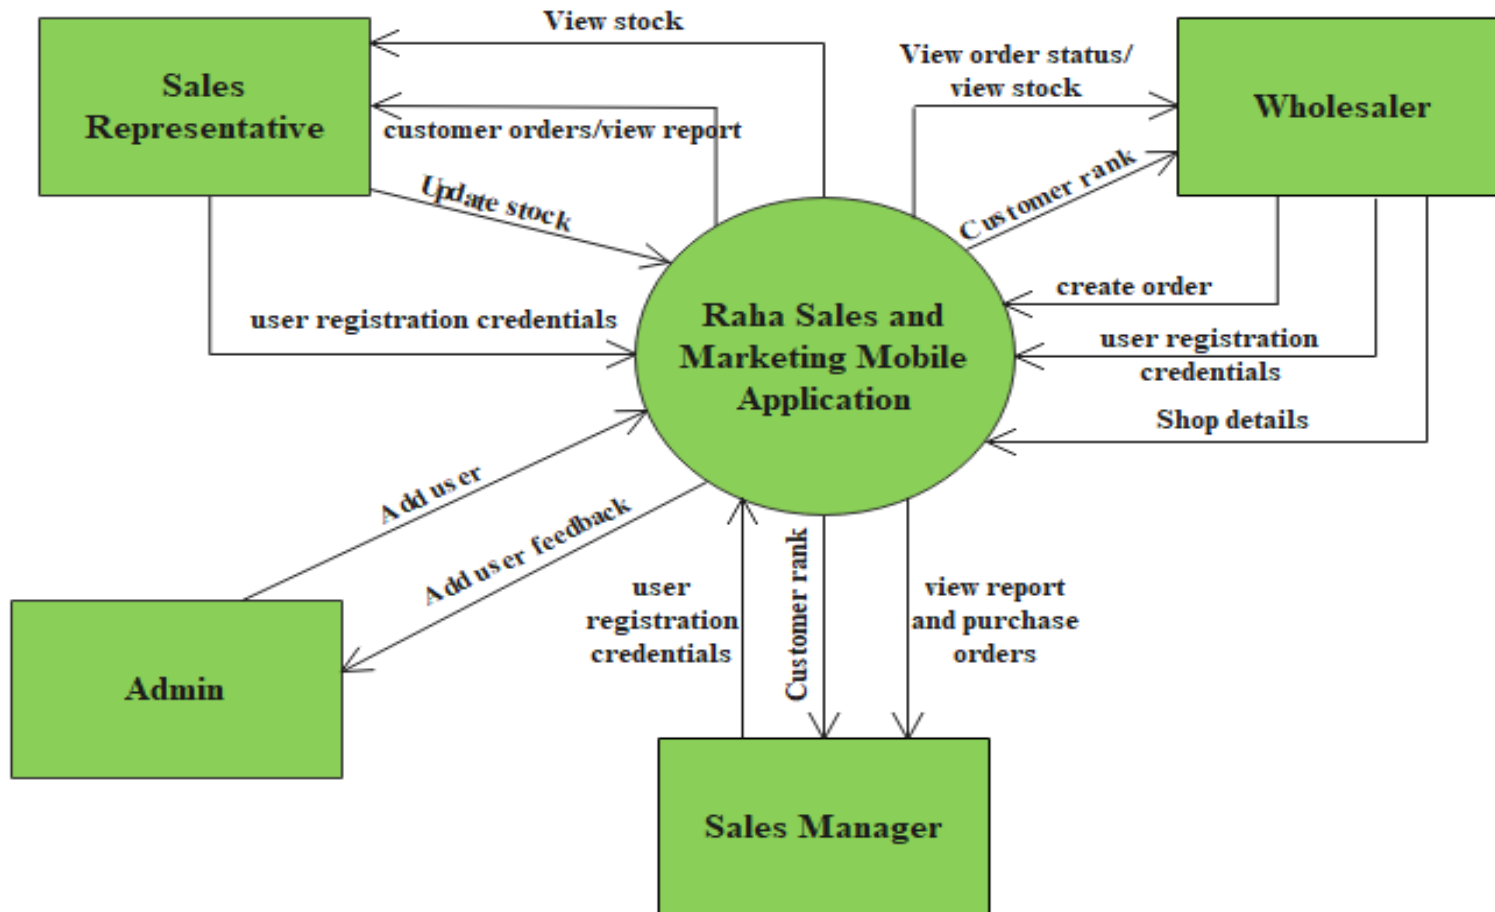 View stock
Sales
Representative
customer orders/view report
Update stock
user registration credentials
View order status/
view stock
Wholesaler
Customer rank
create order
user registration
credentials
Shop details
Raha Sales and
Marketing Mobile
Application
Add user
Add user feedback
Admin
user
registration
credentials
Customer rank
view report
and purchase
orders
Sales Manager